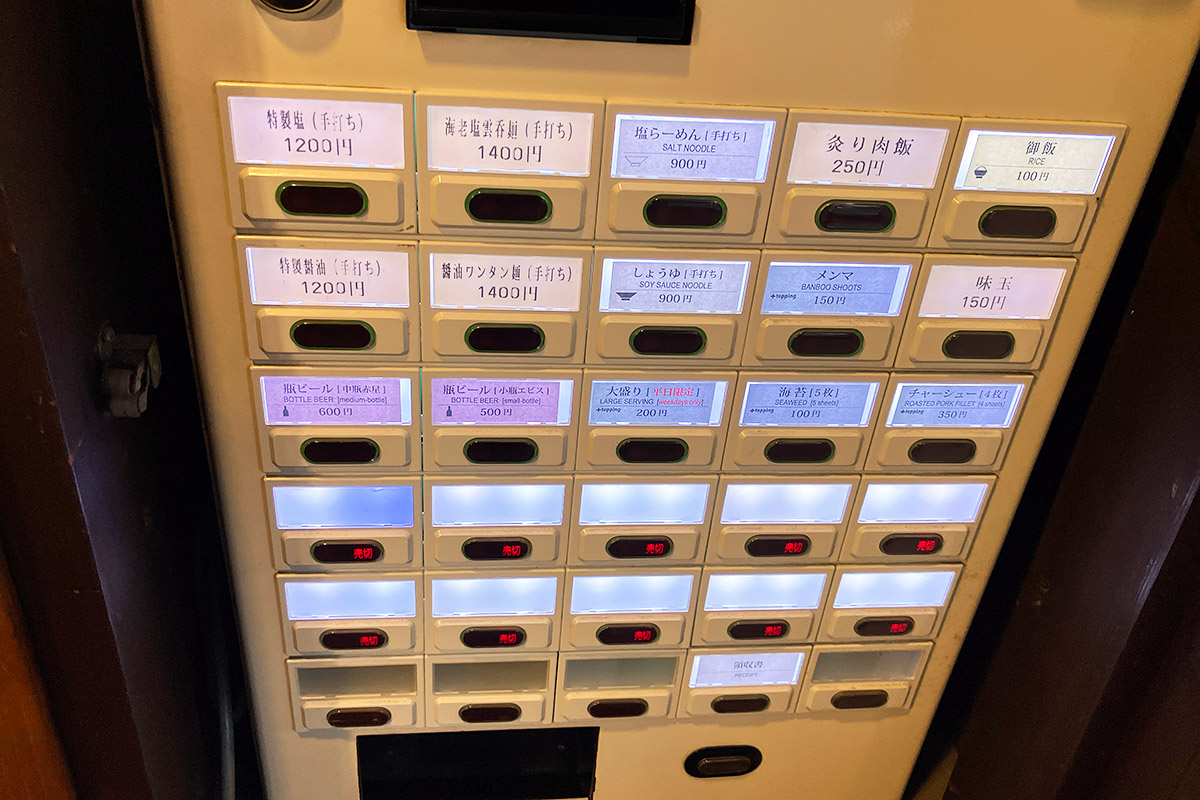 特製塩(手打ち)
1200円
海老塩雲呑麺(手打ち)
1400円
塩らーめん[手打ち]
SALT NOODLE
900円
炙り肉飯
250円
御飯
RICE
100円
特製醤油(手打ち)
1200円
醤油ワンタン麺(手打ち)
1400円
しょうゆ[手打ち]
SOY SAUCE NOODLE
900円
メンマ
BANBOO SHOOTS
+topping
150円
味玉
150円
瓶ビール[中瓶赤星]
BOTTLE BEER [medium-bottle]
600円
瓶ビール[小瓶エビス]
BOTTLE BEER [small-bottle]
500円
大盛り[平日限定]
LARGE SERVING [weekdays only]
+topping
200円
海苔[5枚]
SEAWEED [5 sheets]
+topping
100円
チャーシュー[4枚]
ROASTED PORK FILLET [4 sheets]
+topping
350円
売切
売切
売切
売切
売切
売切
売切
売切
売切
売切
領収書
RECEIPT